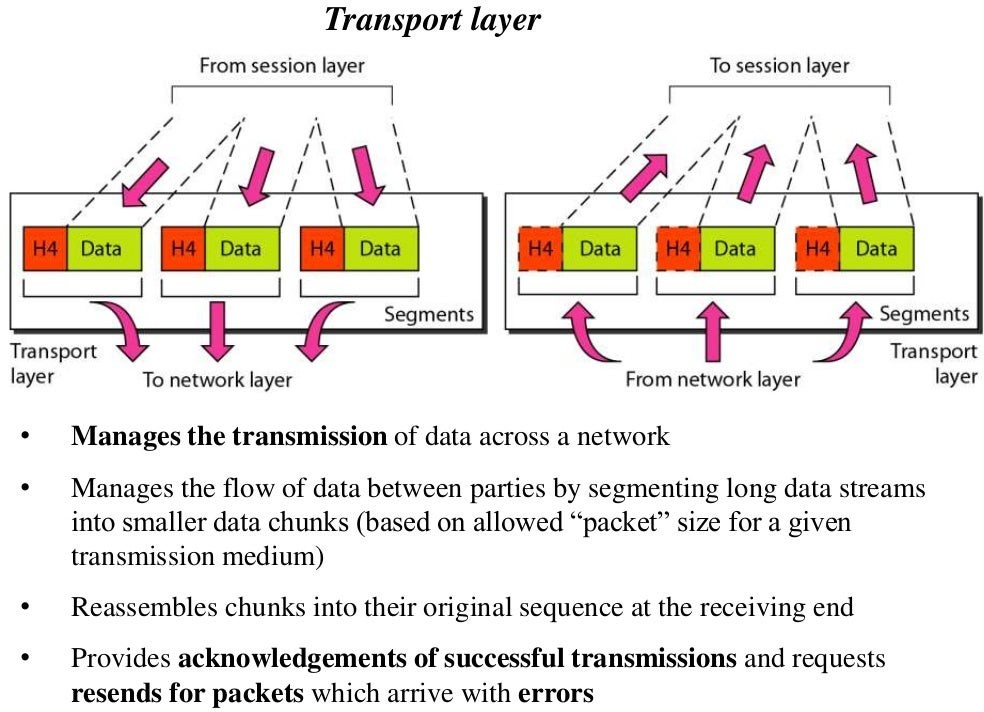 Transport layer
From session layer
To session layer
H4 Data H4 Data H4 Data
H4 Data H4 Data H4 Data
Segments
Segments
Transport
layer
To network layer
From network layer
Transport
layer
• Manages the transmission of data across a network
• Manages the flow of data between parties by segmenting long data streams
into smaller data chunks (based on allowed “packet” size for a given
transmission medium)
• Reassembles chunks into their original sequence at the receiving end
• Provides acknowledgements of successful transmissions and requests
resends for packets which arrive with errors